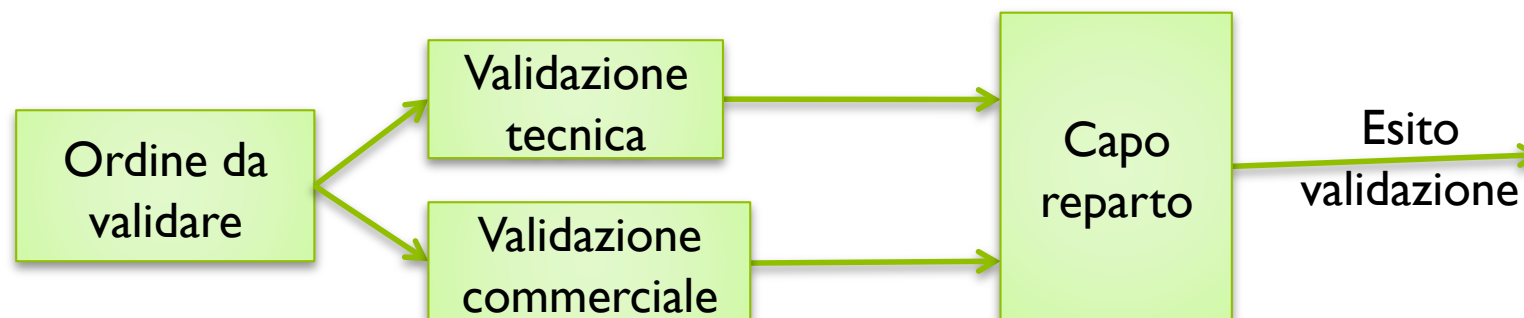 Ordine da
validare
Validazione
tecnica
Validazione
commerciale
Capo
reparto
Esito
validazione